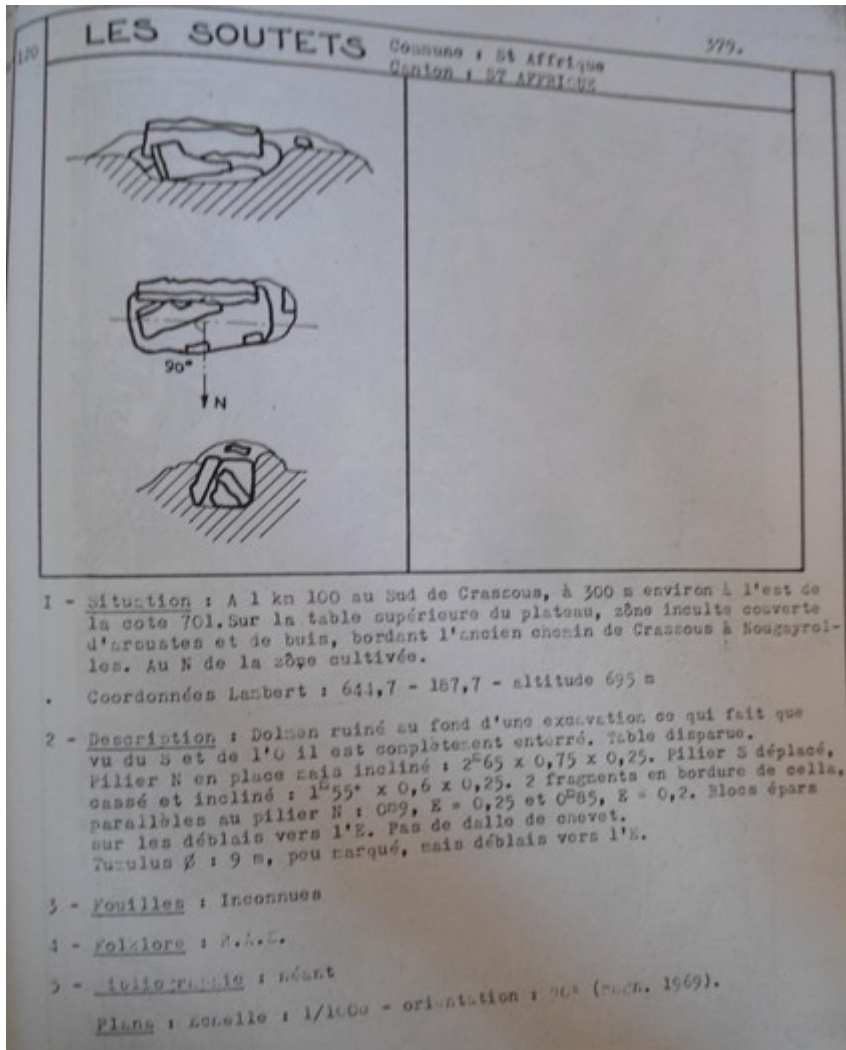 170
LES SOUTETS
Commune : St Affrique
Canton : ST AFFRIQUE
379.
90°
N
I - Situation : A 1 km 100 au Sud de Crassous, à 300 m environ à l'est de
la cote 701.Sur la table supérieure du plateau, zône inculte couverte
d'aroustes et de buis, bordant l'ancien chemin de Crassous à Nougayrol-
les. Au N de la zône cultivée.
. Coordonnées Lambert : 644,7 - 187,7 - altitude 695 m
2 - Description : Dolmen ruiné au fond d'une excavation ce qui fait que
vu du S et de l'O il est complètement enterré. Table disparue.
Pilier N en place mais incliné : 2m65 x 0,75 x 0,25. Pilier S déplacé,
cassé et incliné : 1m55+ x 0,6 x 0,25. 2 fragments en bordure de cella,
parallèles au pilier N : 0m9, E = 0,25 et 0m85, E = 0,2. Blocs épars
sur les déblais vers l'E. Pas de dalle de chevet.
Tumulus Ø : 9 m, peu marqué, mais déblais vers l'E.
3 - Fouilles : Inconnues
4 - Folklore :
5 - Bibliographie : néant
Plans : Echelle : - orientation : (magn. 1969).